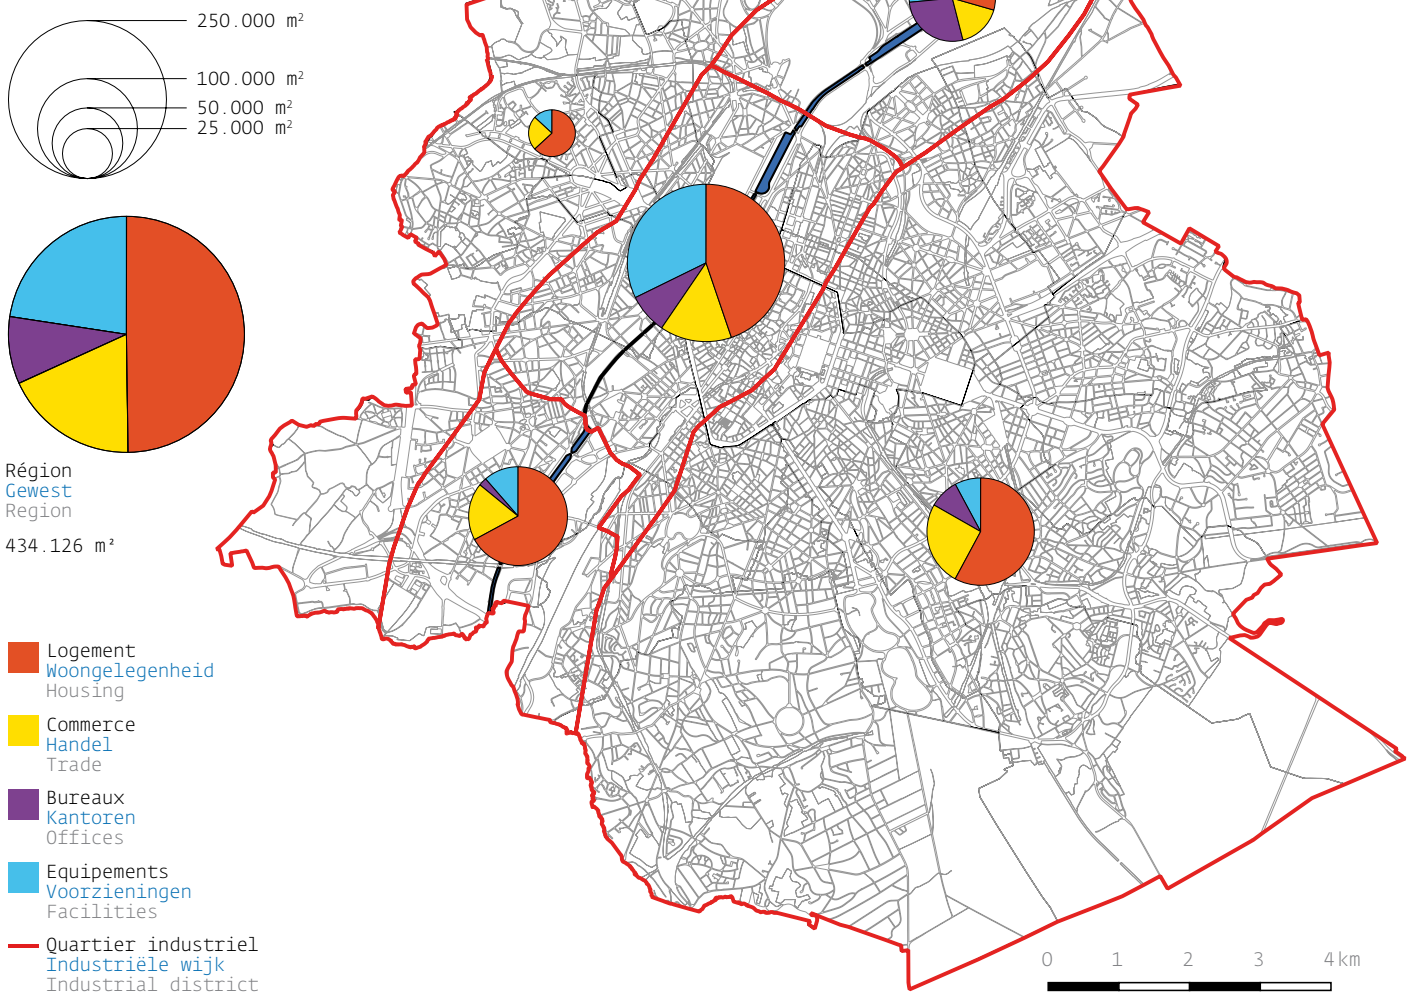 250.000 m²
100.000 m²
50.000 m²
25.000 m²
Région
Gewest
Region
434.126 m²
Logement
Woongelegenheid
Housing
Commerce
Handel
Trade
Bureaux
Kantoren
Offices
Equipements
Voorzieningen
Facilities
Quartier industriel
Industriële wijk
Industrial district
0 1 2 3 4 km